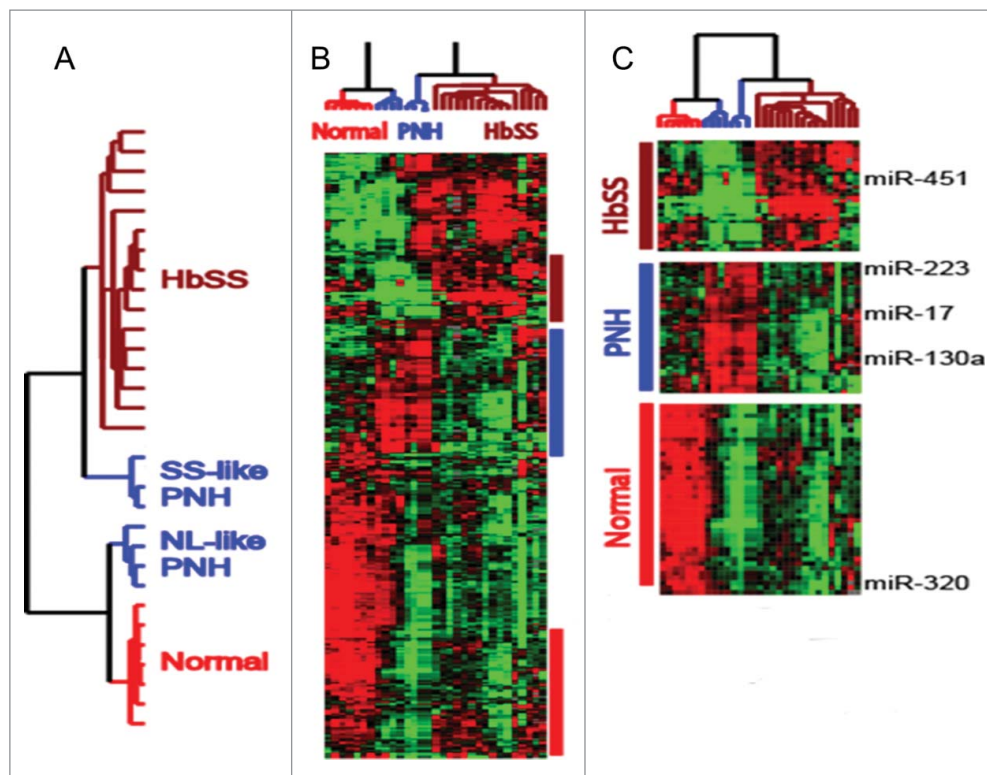 A
HbSS
SS-like
PNH
NL-like
PNH
Normal
B
Normal PNH HbSS
C
HbSS
miR-451
PNH
miR-223
miR-17
miR-130a
Normal
miR-320